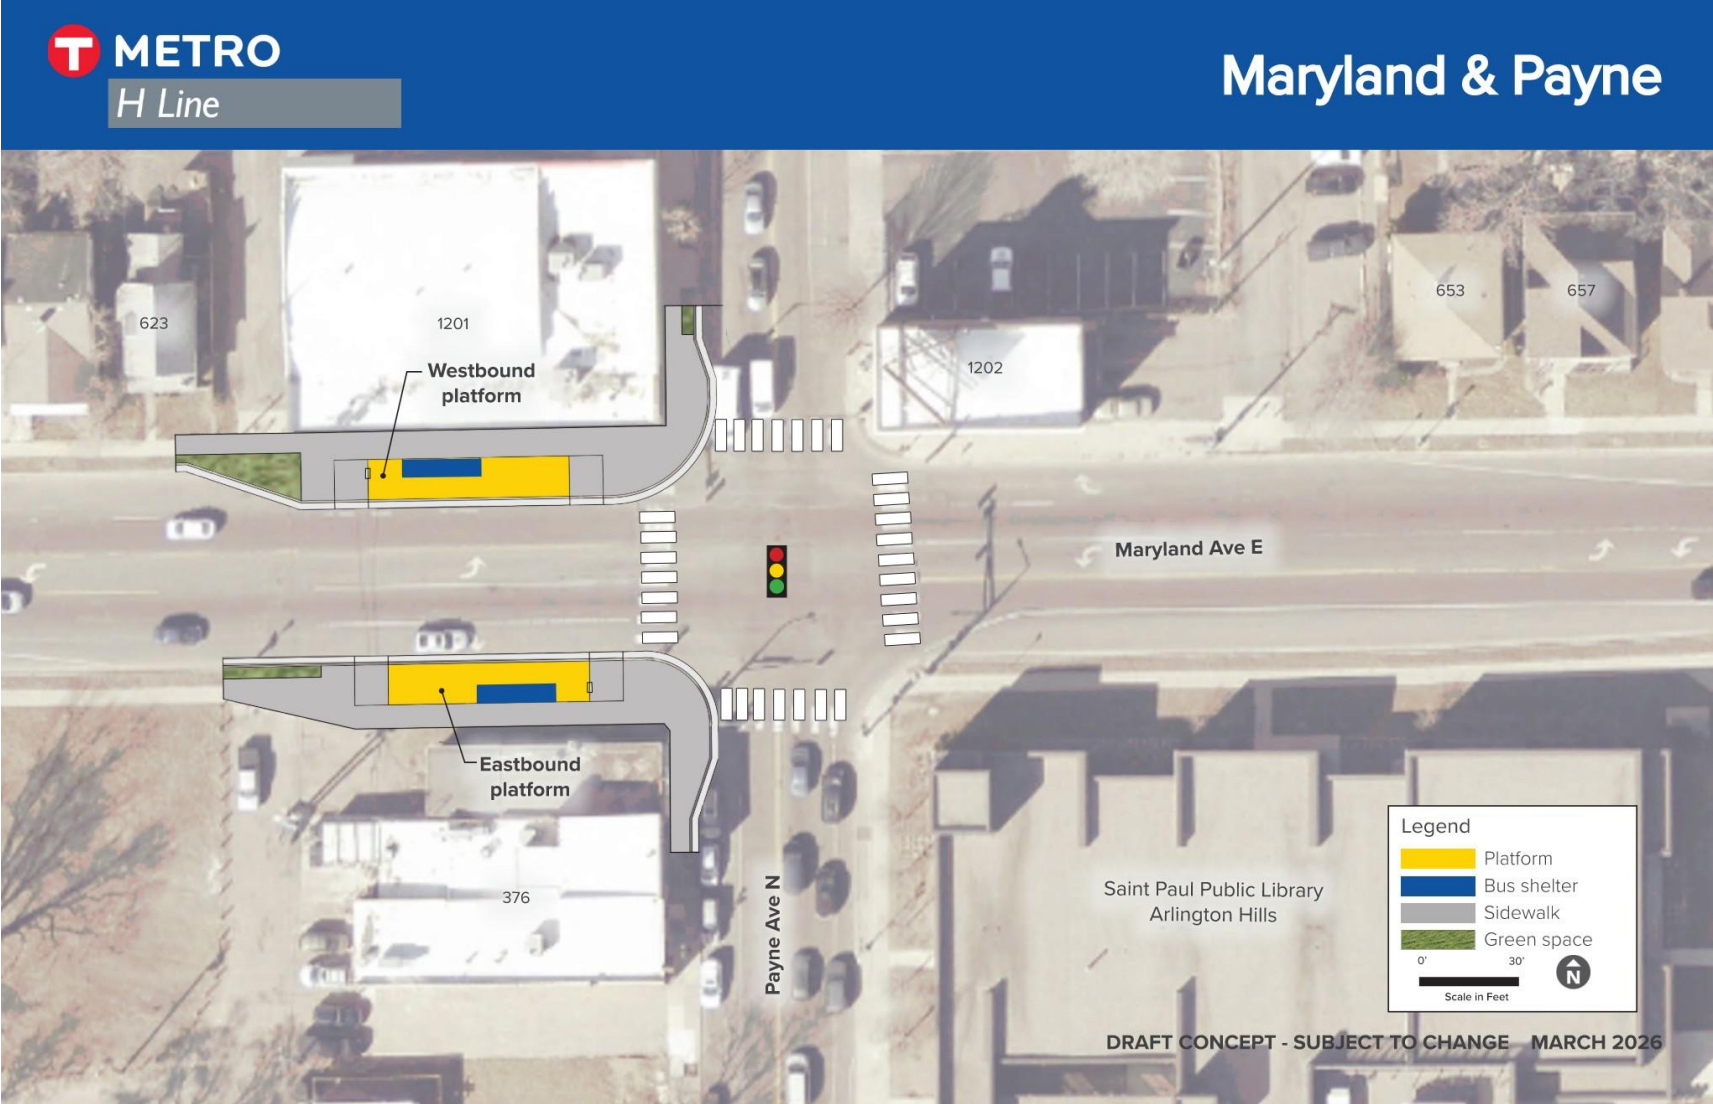 T METRO
H Line
Maryland & Payne
623
1201
Westbound
platform
1202
653
657
Maryland Ave E
Eastbound
platform
376
Payne Ave N
Saint Paul Public Library
Arlington Hills
Legend
Platform
Bus shelter
Sidewalk
Green space
0' 30'
Scale in Feet
N
DRAFT CONCEPT - SUBJECT TO CHANGE MARCH 2026